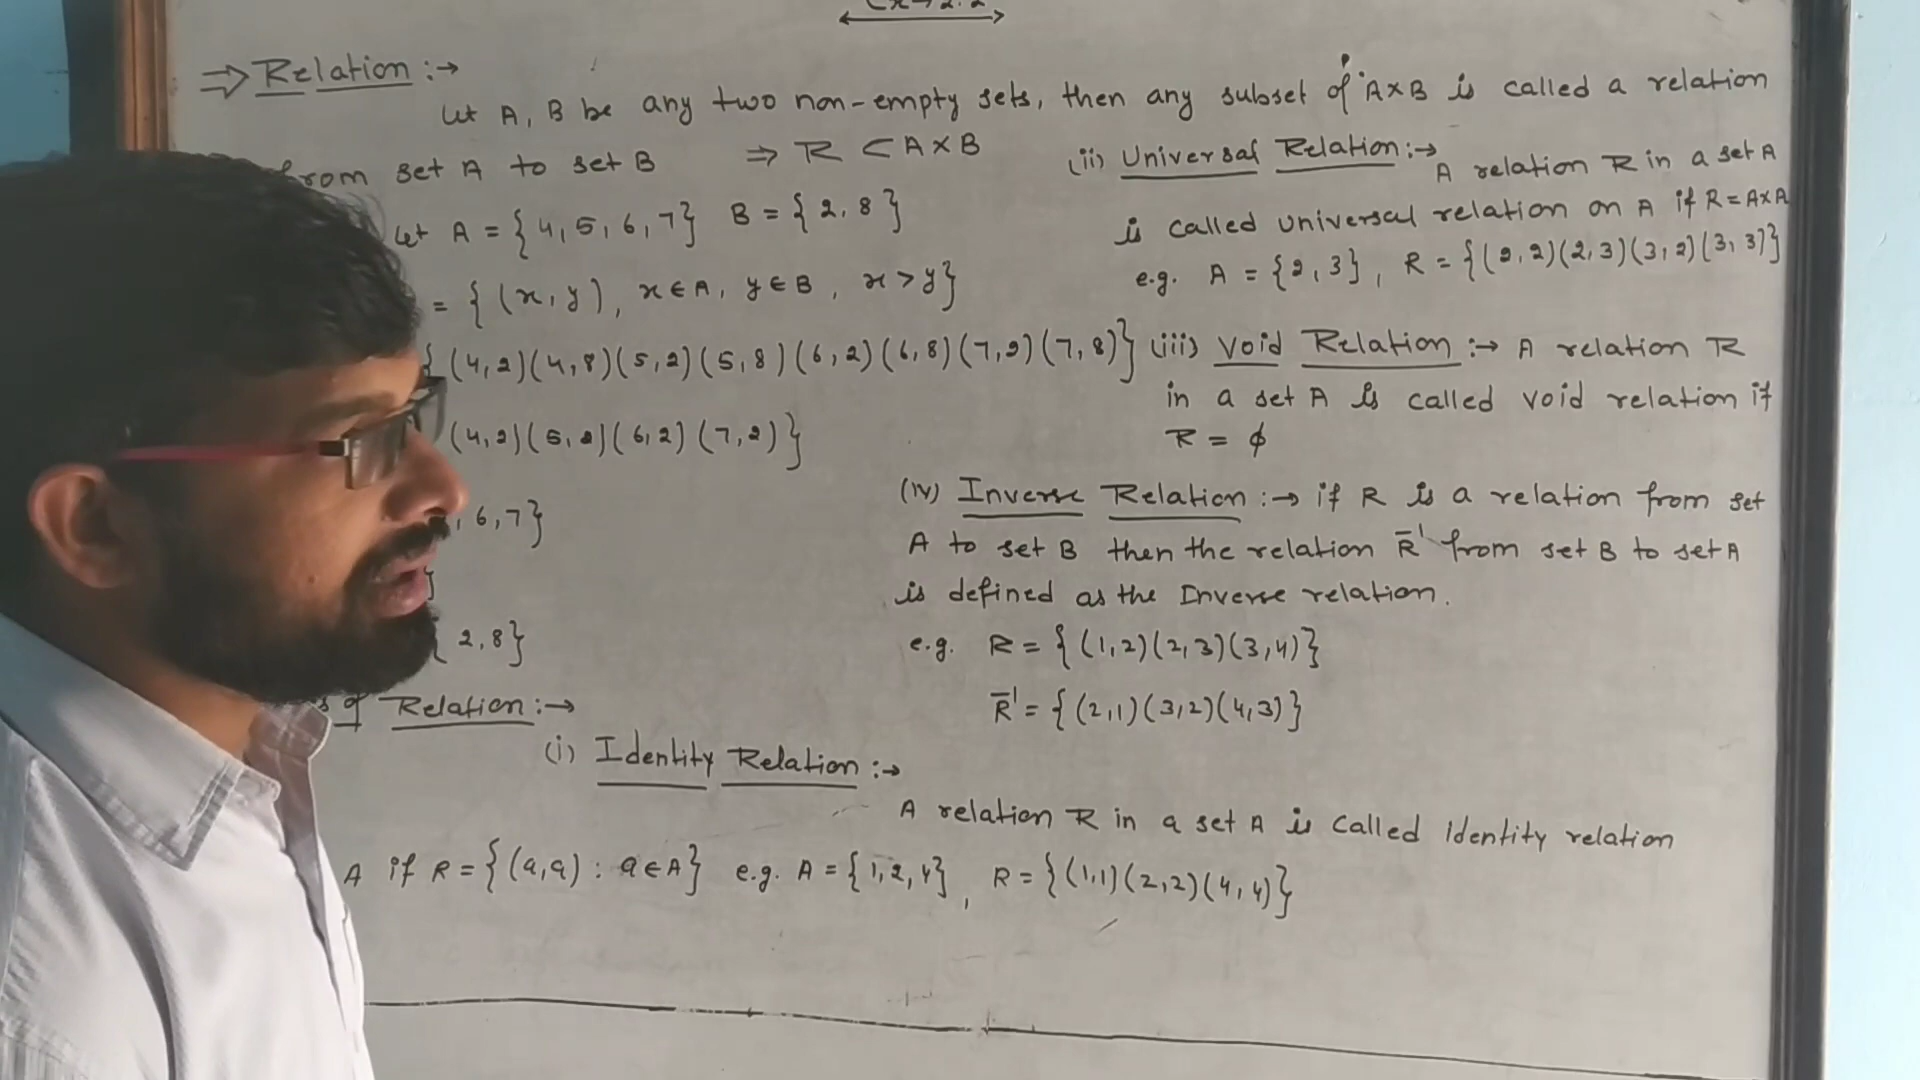 Ex → 2.2
⇒ Relation :→
Let A, B be any two non-empty sets, then any subset of A×B is called a relation
from set A to set B ⇒ R ⊂ A×B
Let A = {4, 5, 6, 7} B = {2, 8}
= {(x, y), x∈A, y∈B, x > y}
{(4,2)(4,8)(5,2)(5,8)(6,2)(6,8)(7,2)(7,8)}
(4,2)(5,2)(6,2)(7,2)}
, 6, 7}
}
{2, 8}
of Relation :→
(i) Identity Relation :→
A relation R in a set A is called identity relation
A if R = {(a,a) : a∈A} e.g. A = {1, 2, 4}, R = {(1,1)(2,2)(4,4)}
(ii) Universal Relation :→
A relation R in a set A
is called universal relation on A if R = A×A
e.g. A = {2, 3}, R = {(2,2)(2,3)(3,2)(3,3)}
(iii) Void Relation :→ A relation R
in a set A is called void relation if
R = ϕ
(iv) Inverse Relation :→ if R is a relation from set
A to set B then the relation R⁻¹ from set B to set A
is defined as the Inverse relation.
e.g. R = {(1,2)(2,3)(3,4)}
R⁻¹ = {(2,1)(3,2)(4,3)}